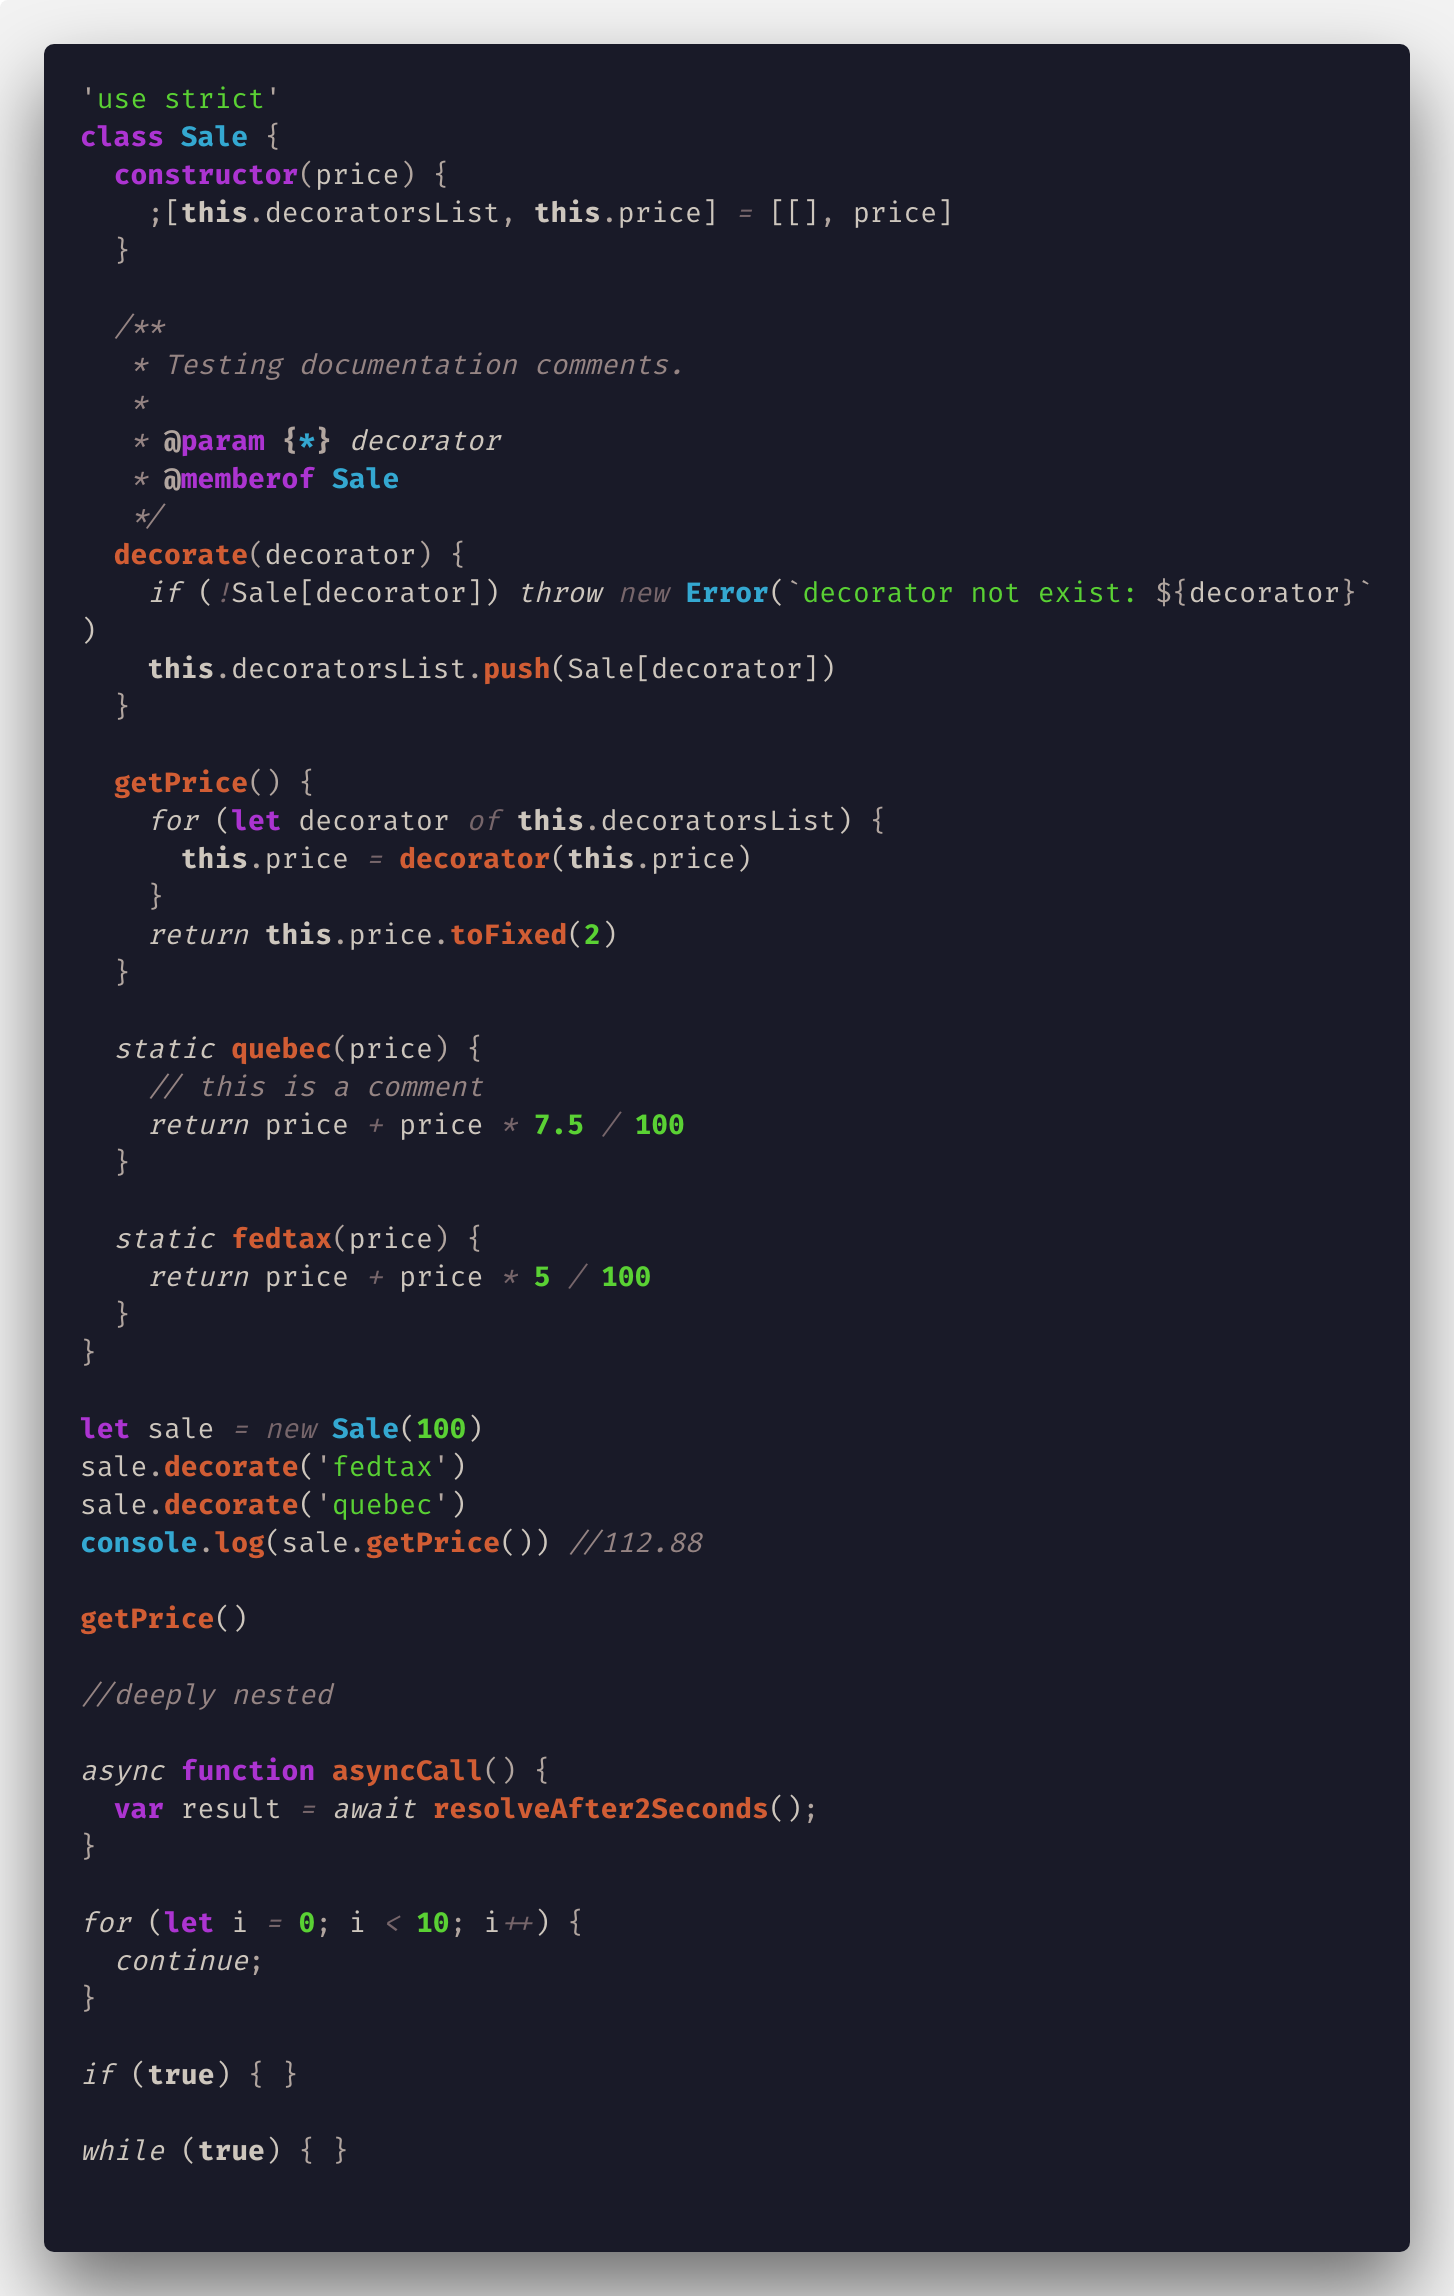 'use strict'
class Sale {
  constructor(price) {
    ;[this.decoratorsList, this.price] = [[], price]
  }

  /**
   * Testing documentation comments.
   *
   * @param {*} decorator
   * @memberof Sale
   */
  decorate(decorator) {
    if (!Sale[decorator]) throw new Error(`decorator not exist: ${decorator}`
)
    this.decoratorsList.push(Sale[decorator])
  }

  getPrice() {
    for (let decorator of this.decoratorsList) {
      this.price = decorator(this.price)
    }
    return this.price.toFixed(2)
  }

  static quebec(price) {
    // this is a comment
    return price + price * 7.5 / 100
  }

  static fedtax(price) {
    return price + price * 5 / 100
  }
}

let sale = new Sale(100)
sale.decorate('fedtax')
sale.decorate('quebec')
console.log(sale.getPrice()) //112.88

getPrice()

//deeply nested

async function asyncCall() {
  var result = await resolveAfter2Seconds();
}

for (let i = 0; i < 10; i++) {
  continue;
}

if (true) { }

while (true) { }